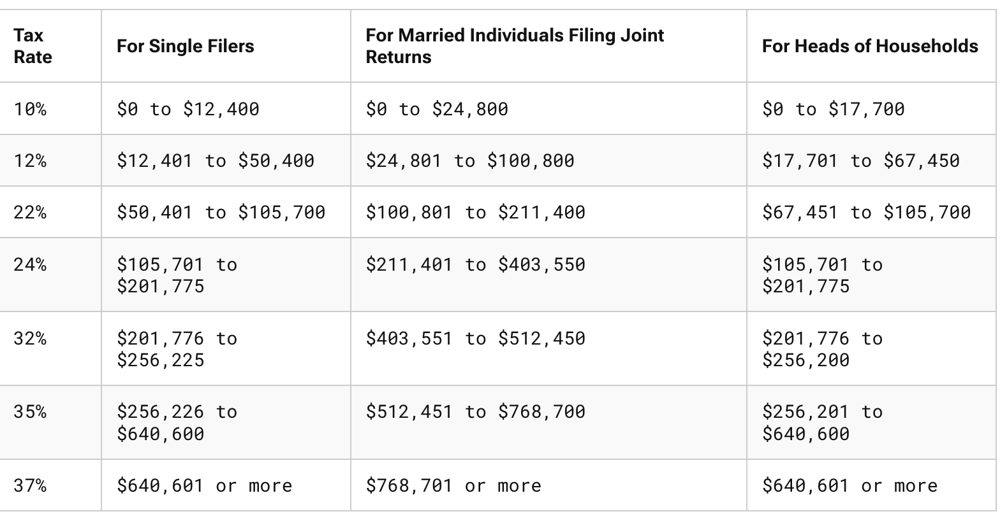 Tax
Rate
For Single Filers
For Married Individuals Filing Joint
Returns
For Heads of Households
10%
$0 to $12,400
$0 to $24,800
$0 to $17,700
12%
$12,401 to $50,400
$24,801 to $100,800
$17,701 to $67,450
22%
$50,401 to $105,700
$100,801 to $211,400
$67,451 to $105,700
24%
$105,701 to
$201,775
$211,401 to $403,550
$105,701 to
$201,775
32%
$201,776 to
$256,225
$403,551 to $512,450
$201,776 to
$256,200
35%
$256,226 to
$640,600
$512,451 to $768,700
$256,201 to
$640,600
37%
$640,601 or more
$768,701 or more
$640,601 or more